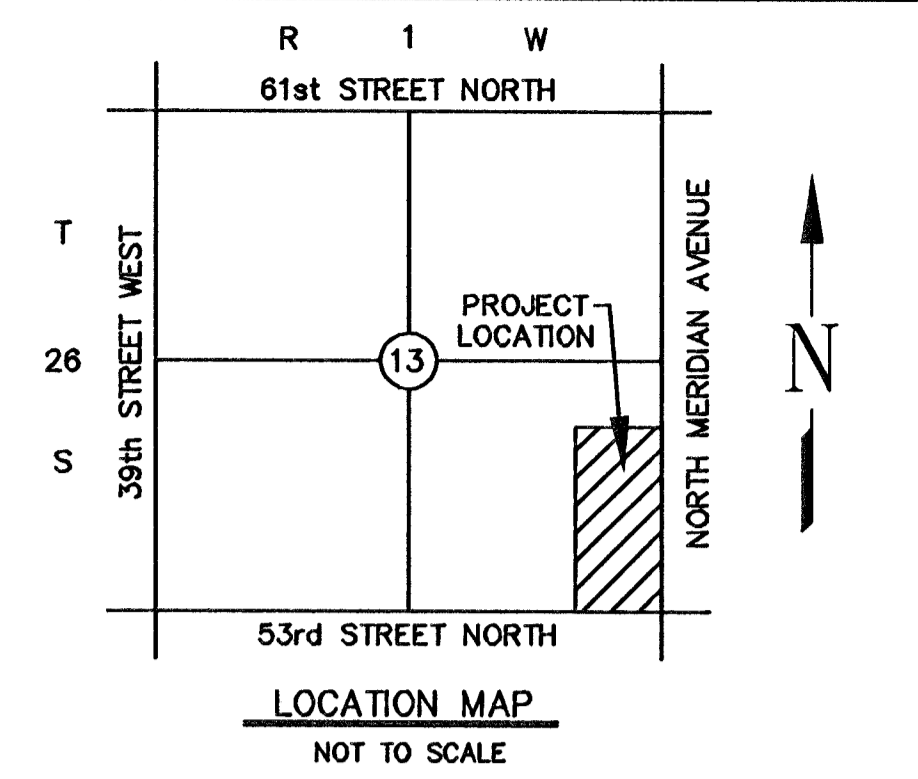 R 1 W
61st STREET NORTH
T
26
S
39th STREET WEST
PROJECT
LOCATION
13
NORTH MERIDIAN AVENUE
N
53rd STREET NORTH
LOCATION MAP
NOT TO SCALE